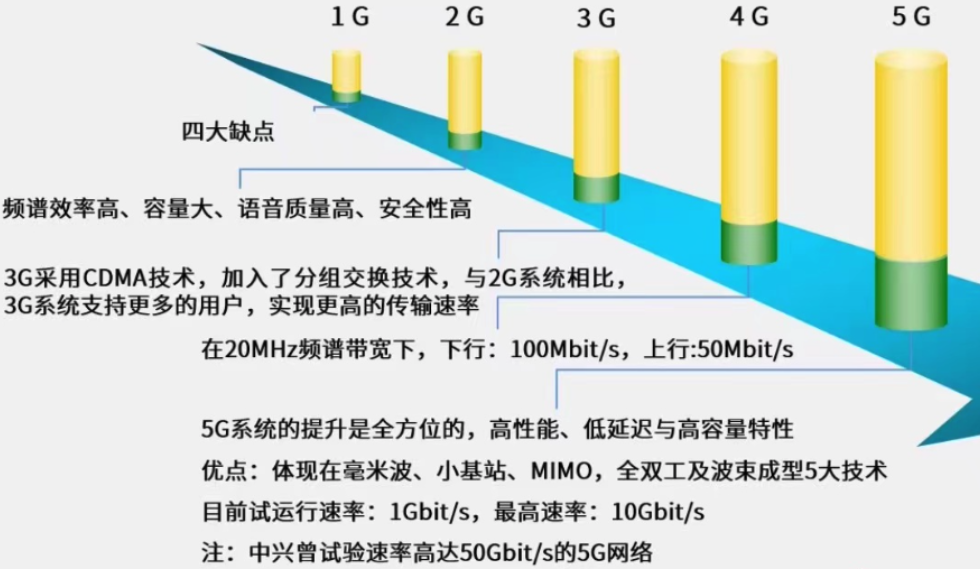 1G 2G 3G 4G 5G
四大缺点
频谱效率高、容量大、语音质量高、安全性高
3G采用CDMA技术，加入了分组交换技术，与2G系统相比，
3G系统支持更多的用户，实现更高的传输速率
在20MHz频谱带宽下，下行：100Mbit/s，上行:50Mbit/s
5G系统的提升是全方位的，高性能、低延迟与高容量特性
优点：体现在毫米波、小基站、MIMO，全双工及波束成型5大技术
目前试运行速率：1Gbit/s，最高速率：10Gbit/s
注：中兴曾试验速率高达50Gbit/s的5G网络